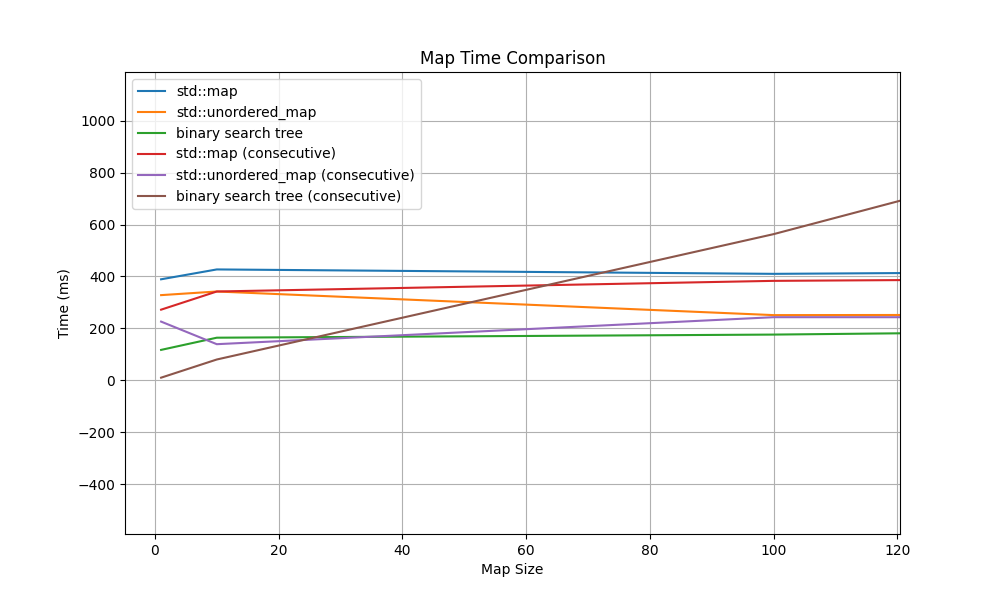 Map Time Comparison
std::map
std::unordered_map
binary search tree
std::map (consecutive)
std::unordered_map (consecutive)
binary search tree (consecutive)
Time (ms)
1000
800
600
400
200
0
−200
−400
0 20 40 60 80 100 120
Map Size